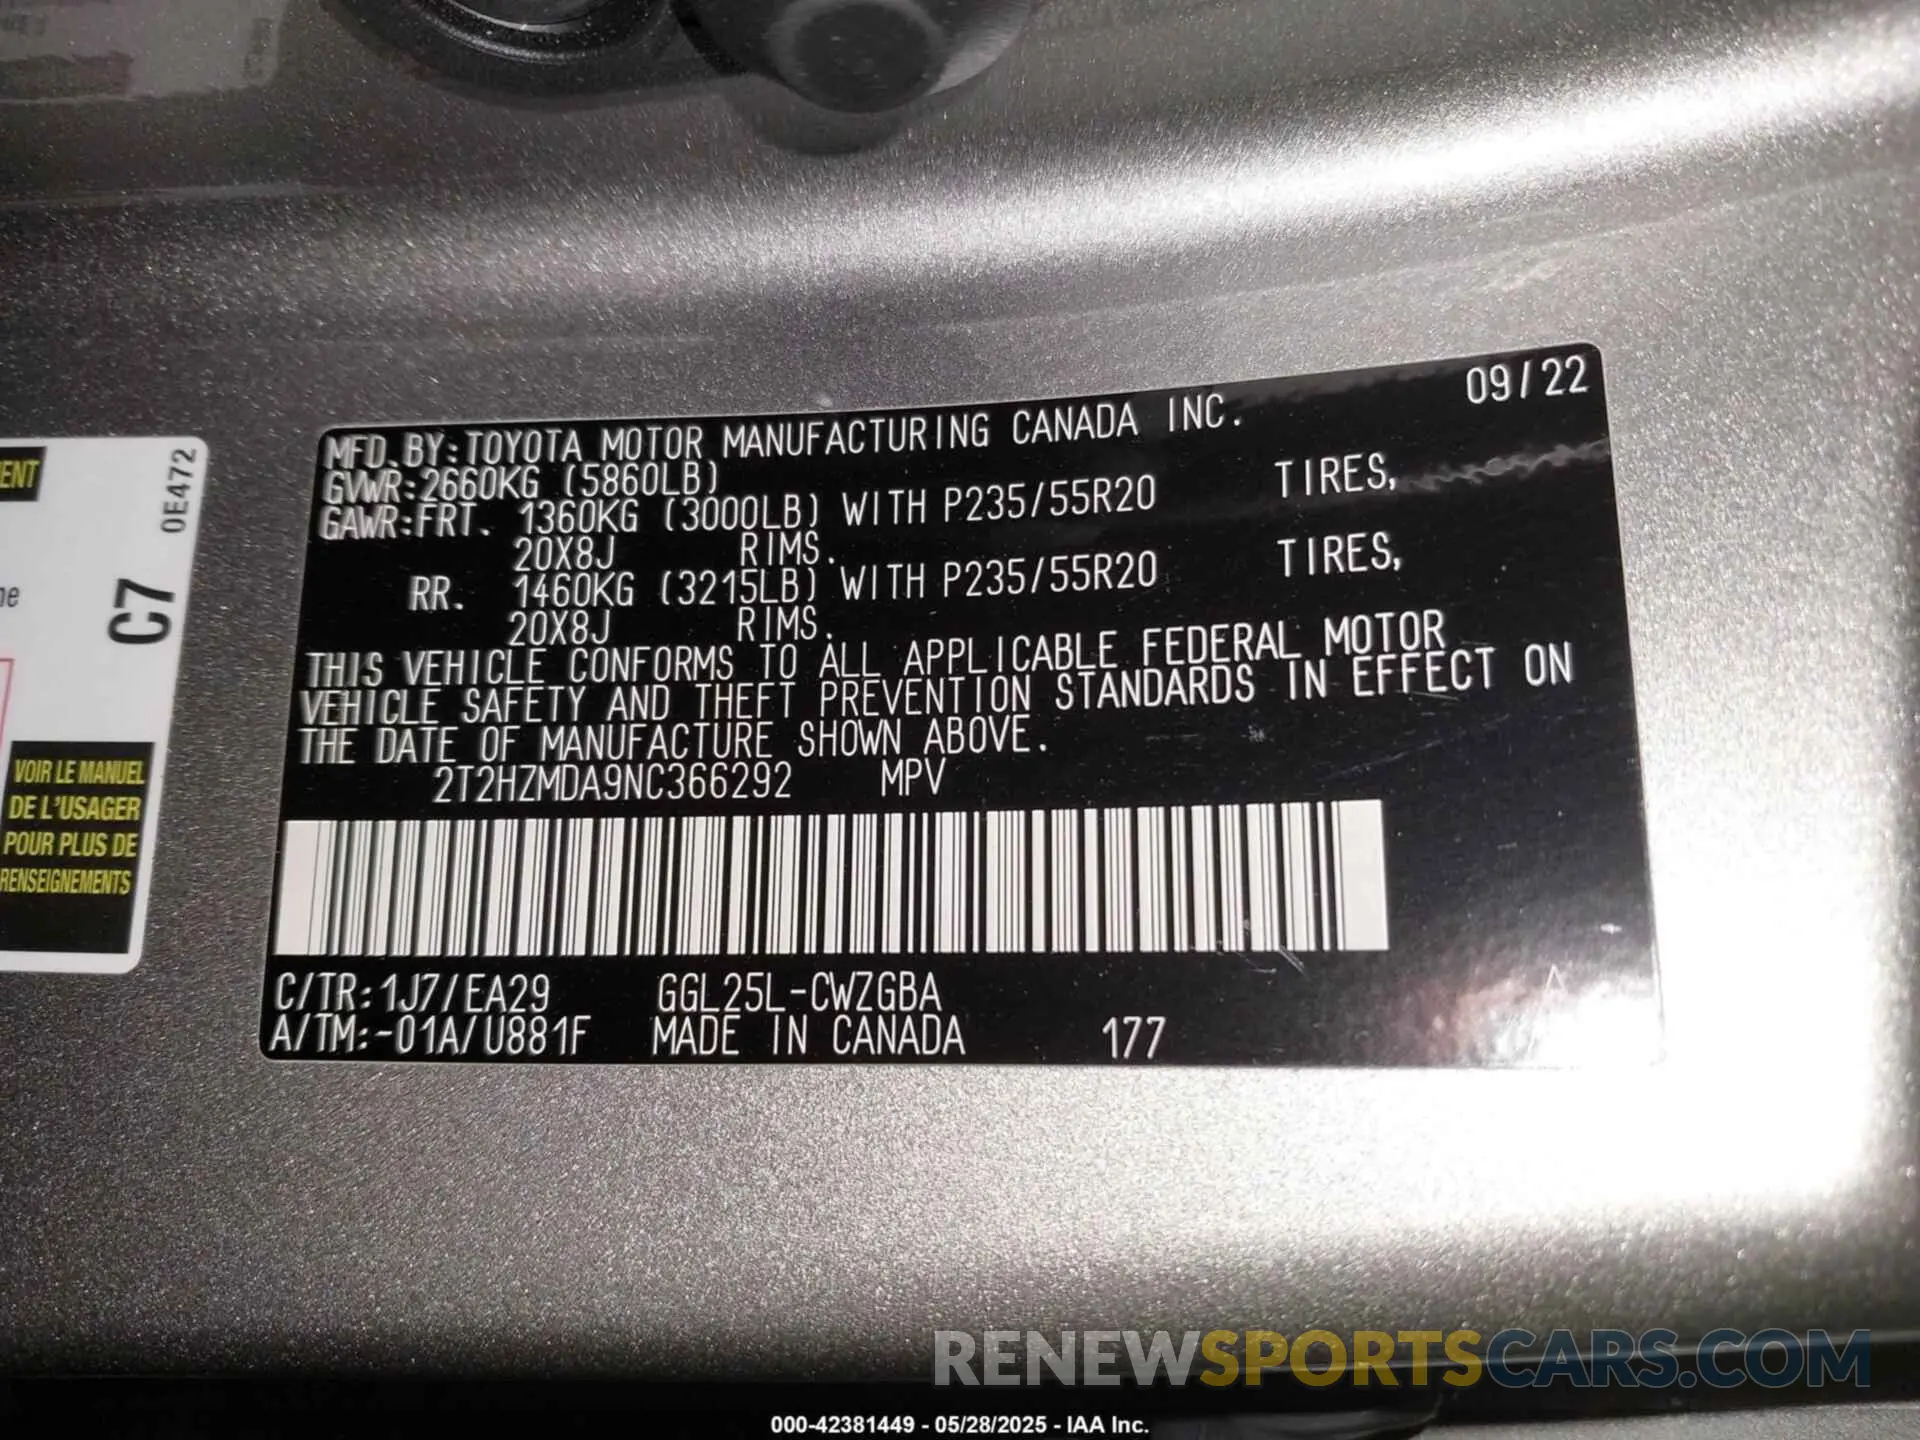 09/22
MFD. BY:TOYOTA MOTOR MANUFACTURING CANADA INC.
GVWR:2660KG (5860LB)
GAWR:FRT. 1360KG (3000LB) WITH P235/55R20 TIRES,
20X8J RIMS.
RR. 1460KG (3215LB) WITH P235/55R20 TIRES,
20X8J RIMS.
THIS VEHICLE CONFORMS TO ALL APPLICABLE FEDERAL MOTOR
VEHICLE SAFETY AND THEFT PREVENTION STANDARDS IN EFFECT ON
THE DATE OF MANUFACTURE SHOWN ABOVE.
2T2HZMDA9NC366292 MPV
C/TR:1J7/EA29 GGL25L-CWZGBA
A/TM:-01A/U881F MADE IN CANADA 177
A
0E472
C7
VOIR LE MANUEL
DE L'USAGER
POUR PLUS DE
RENSEIGNEMENTS
RENEWSPORTSCARS.COM
000-42381449 - 05/28/2025 - IAA Inc.